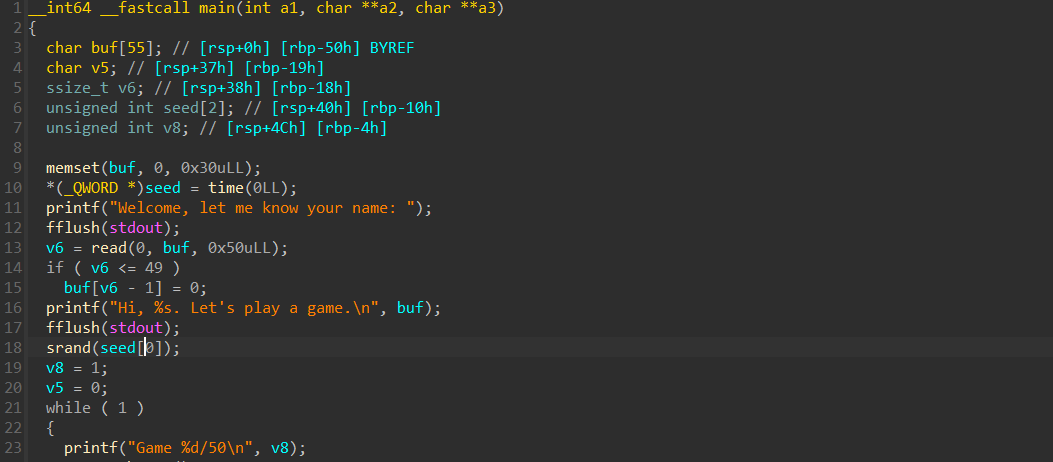 1 __int64 __fastcall main(int a1, char **a2, char **a3)
2 {
3 char buf[55]; // [rsp+0h] [rbp-50h] BYREF
4 char v5; // [rsp+37h] [rbp-19h]
5 ssize_t v6; // [rsp+38h] [rbp-18h]
6 unsigned int seed[2]; // [rsp+40h] [rbp-10h]
7 unsigned int v8; // [rsp+4Ch] [rbp-4h]
8
9 memset(buf, 0, 0x30uLL);
10 *(_QWORD *)seed = time(0LL);
11 printf("Welcome, let me know your name: ");
12 fflush(stdout);
13 v6 = read(0, buf, 0x50uLL);
14 if ( v6 <= 49 )
15 buf[v6 - 1] = 0;
16 printf("Hi, %s. Let's play a game.\n", buf);
17 fflush(stdout);
18 srand(seed[0]);
19 v8 = 1;
20 v5 = 0;
21 while ( 1 )
22 {
23 printf("Game %d/50\n", v8);